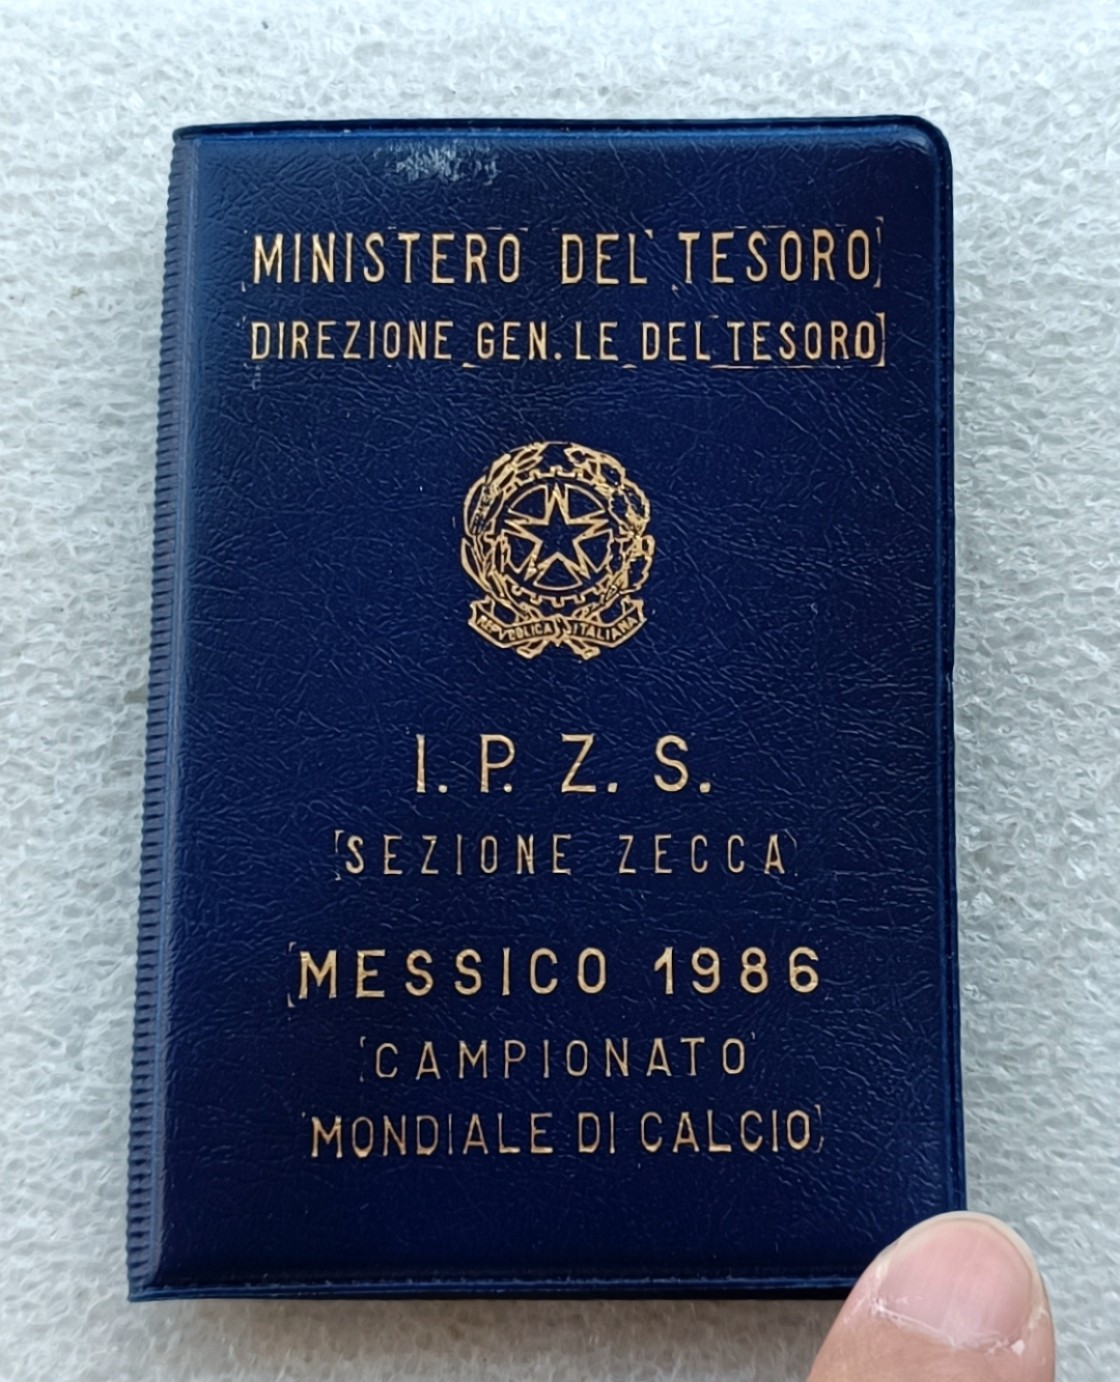 MINISTERO DEL TESORO
DIREZIONE GEN.LE DEL TESORO
REPVBBLICA ITALIANA
I. P. Z. S.
SEZIONE ZECCA
MESSICO 1986
CAMPIONATO
MONDIALE DI CALCIO